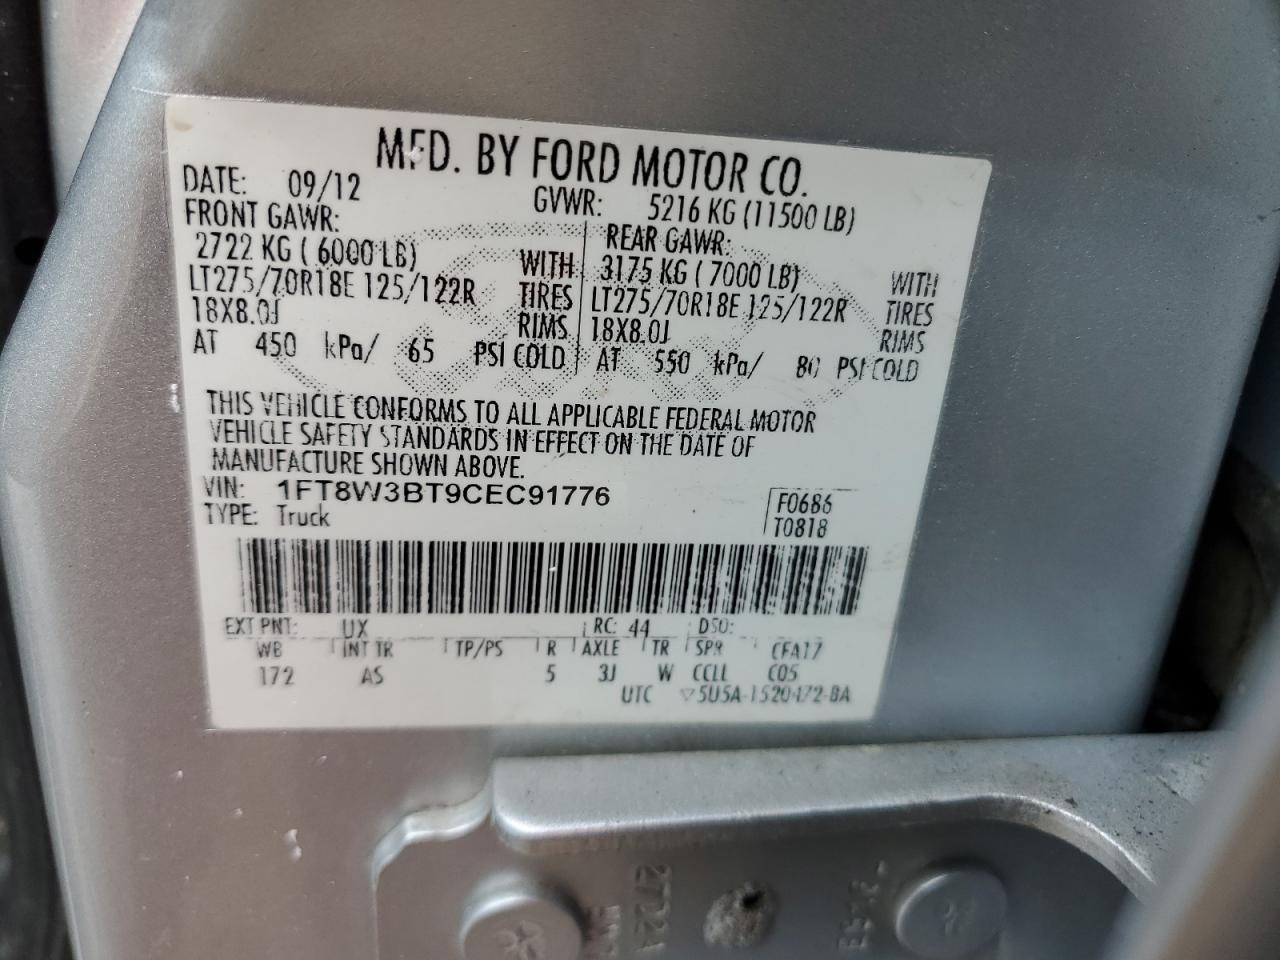 MFD. BY FORD MOTOR CO.
DATE: 09/12 GVWR: 5216 KG (11500 LB)
FRONT GAWR: REAR GAWR:
2722 KG ( 6000 LB) WITH 3175 KG ( 7000 LB) WITH
LT275/70R18E 125/122R TIRES LT275/70R18E 125/122R TIRES
18X8.0J RIMS 18X8.0J RIMS
AT 450 kPa/ 65 PSI COLD AT 550 kPa/ 80 PSI COLD
THIS VEHICLE CONFORMS TO ALL APPLICABLE FEDERAL MOTOR
VEHICLE SAFETY STANDARDS IN EFFECT ON THE DATE OF
MANUFACTURE SHOWN ABOVE.
VIN: 1FT8W3BT9CEC91776 F0686
TYPE: Truck T0818
EXT PNT: UX RC: 44 DSO:
WB INT TR TP/PS R AXLE TR SPR CFA17
172 AS 5 3J W CCLL C05
UTC ▽5U5A-1520472-BA